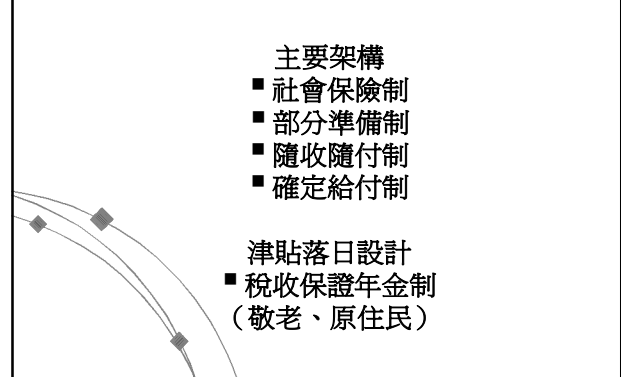 主要架構
▪社會保險制
▪部分準備制
▪隨收隨付制
▪確定給付制
津貼落日設計
▪稅收保證年金制
（敬老、原住民）